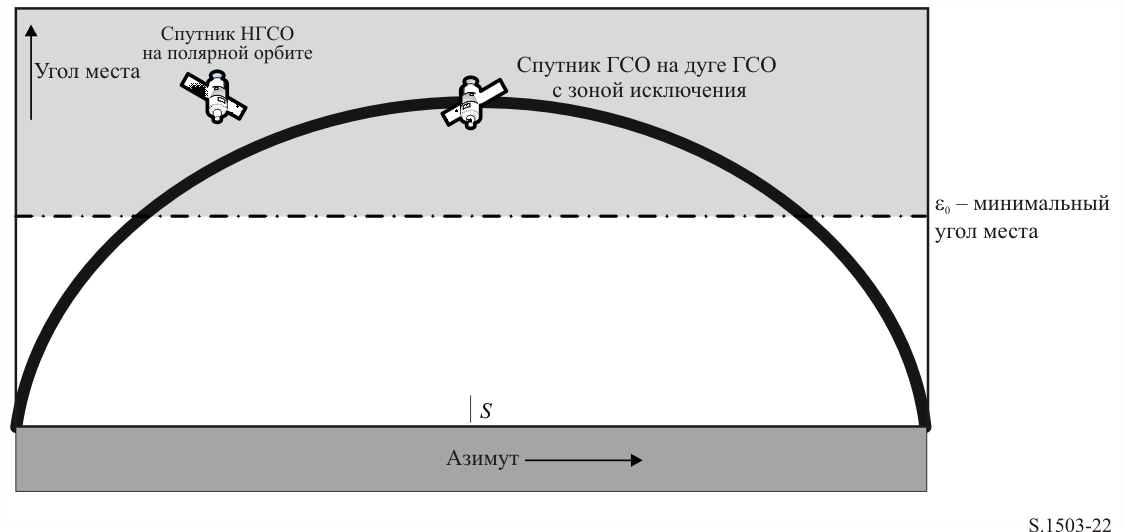 Спутник НГСО
на полярной орбите
Угол места
Спутник ГСО на дуге ГСО
с зоной исключения
ε₀ – минимальный
угол места
S
Азимут
S.1503-22